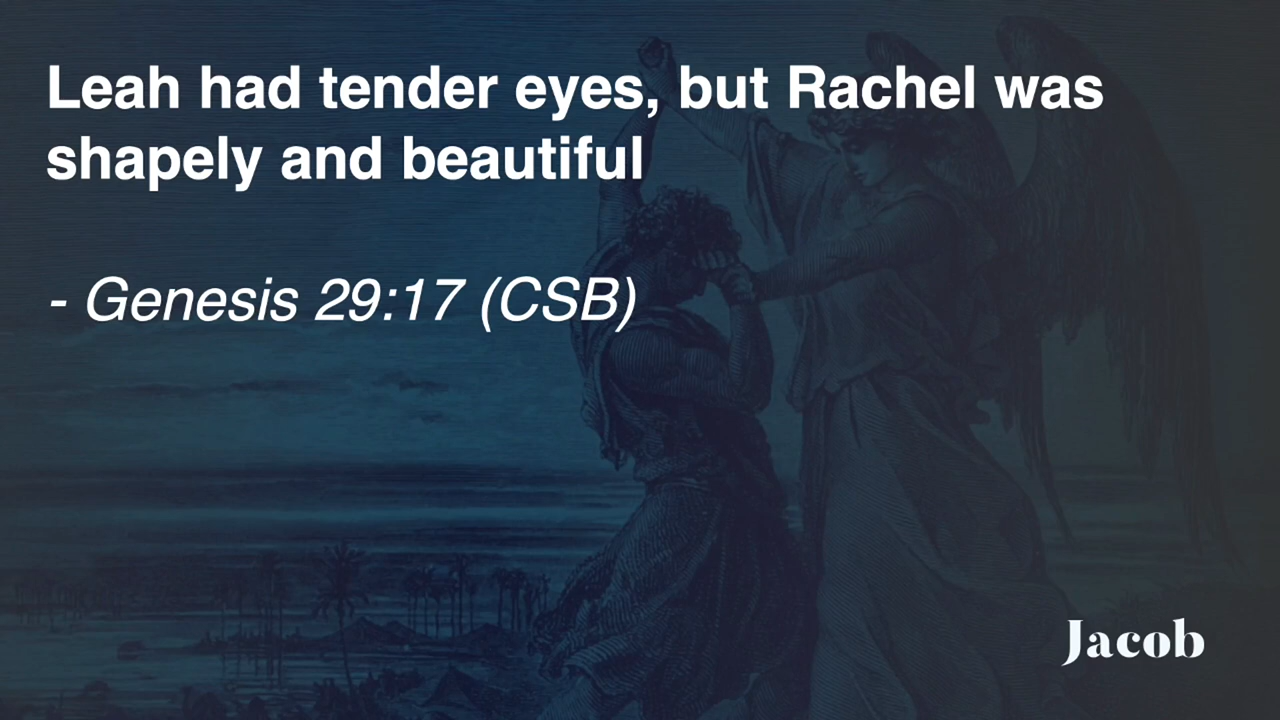 Leah had tender eyes, but Rachel was
shapely and beautiful
- Genesis 29:17 (CSB)
Jacob